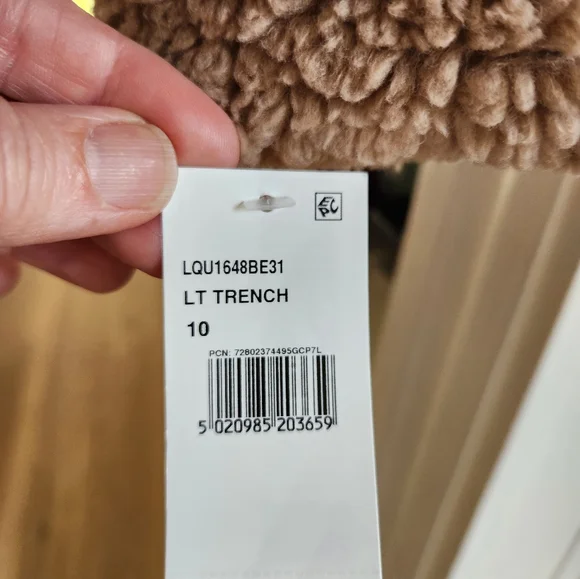 LQU1648BE31
LT TRENCH
10
PCN: 72802374495GCP7L
5 020985 203659